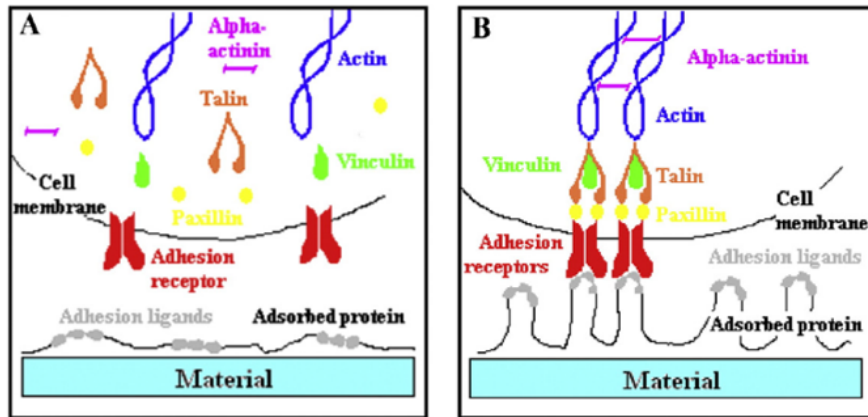 A
Alpha-
actinin
Actin
Talin
Vinculin
Cell
membrane
Paxillin
Adhesion
receptor
Adhesion ligands
Adsorbed protein
Material
B
Alpha-actinin
Actin
Vinculin
Talin
Paxillin
Cell
membrane
Adhesion
receptors
Adhesion ligands
Adsorbed protein
Material